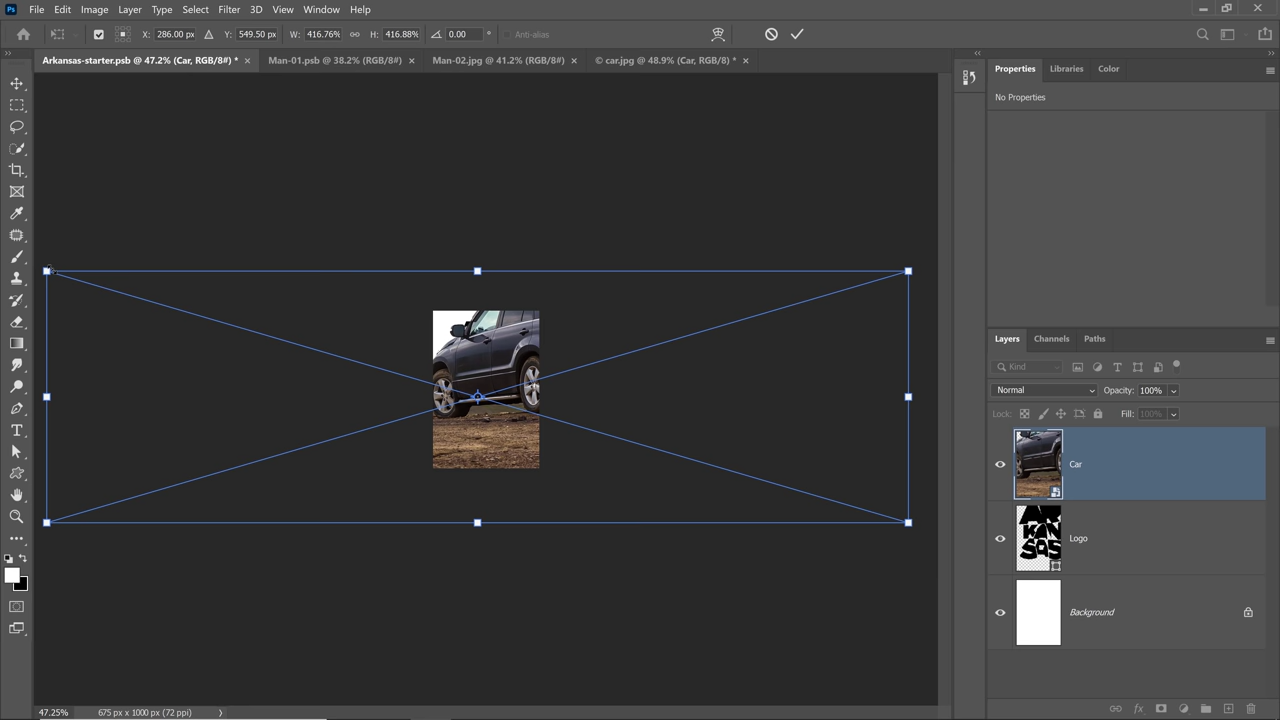 Ps File Edit Image Layer Type Select Filter 3D View Window Help
X: 286.00 px Y: 549.50 px W: 416.76% H: 416.88% 0.00 ° Anti-alias
Arkansas-starter.psb @ 47.2% (Car, RGB/8#) * × Man-01.psb @ 38.2% (RGB/8#) × Man-02.jpg @ 41.2% (RGB/8#) × © car.jpg @ 48.9% (Car, RGB/8) * ×
Properties Libraries Color
No Properties
Layers Channels Paths
Kind
Normal Opacity: 100%
Lock: Fill: 100%
Car
AR
KAN
SAS
Logo
Background
47.25% 675 px x 1000 px (72 ppi)